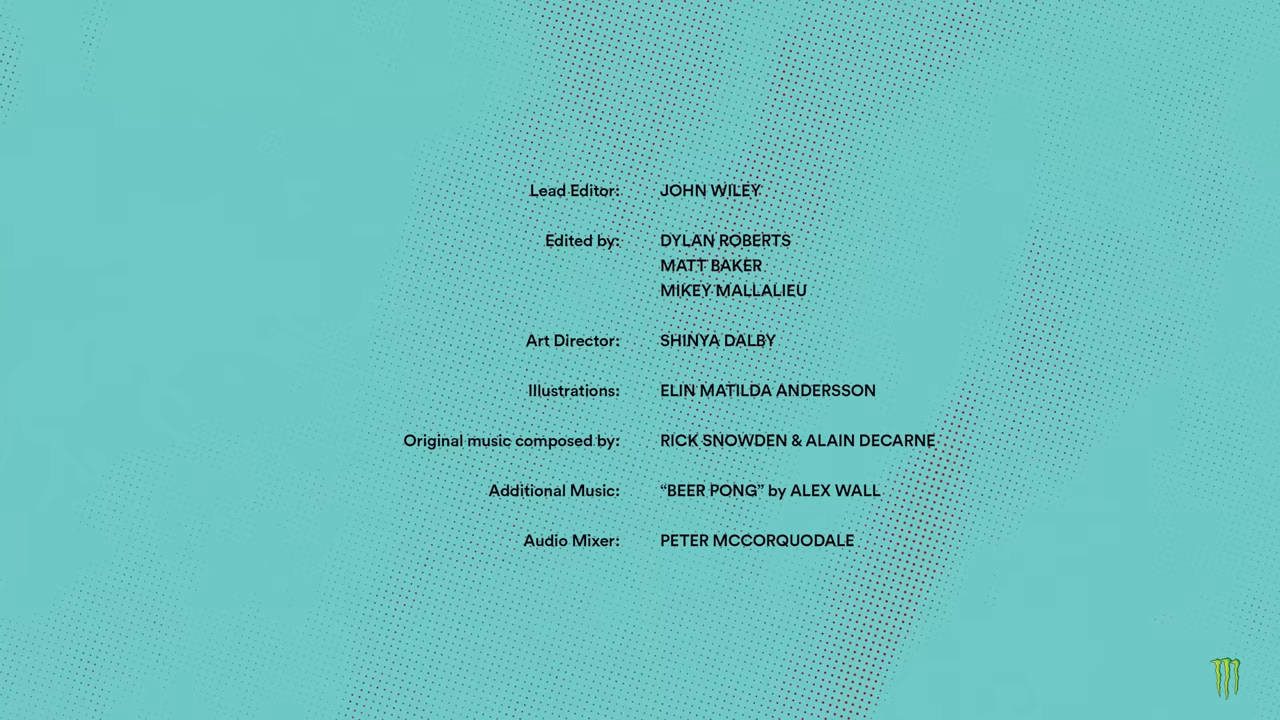 Lead Editor: JOHN WILEY
Edited by: DYLAN ROBERTS
MATT BAKER
MIKEY MALLALIEU
Art Director: SHINYA DALBY
Illustrations: ELIN MATILDA ANDERSSON
Original music composed by: RICK SNOWDEN & ALAIN DECARNE
Additional Music: “BEER PONG” by ALEX WALL
Audio Mixer: PETER MCCORQUODALE